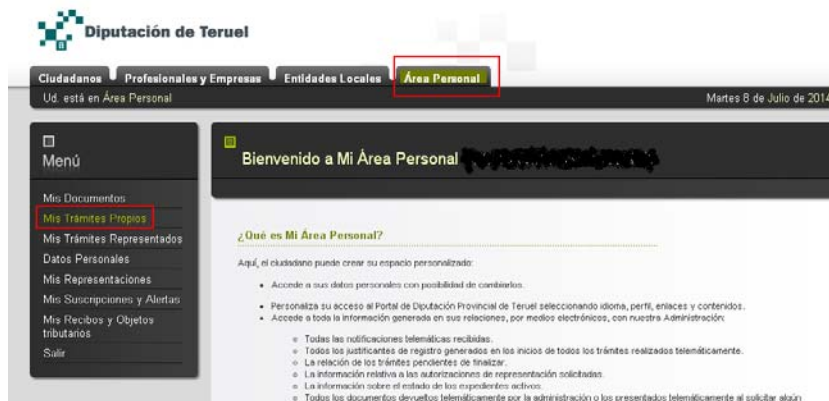 Diputación de Teruel
Ciudadanos Profesionales y Empresas Entidades Locales Área Personal
Ud. está en Área Personal Martes 8 de Julio de 2014
Menú
Bienvenido a Mi Área Personal
Mis Documentos
Mis Trámites Propios
Mis Trámites Representados
Datos Personales
Mis Representaciones
Mis Suscripciones y Alertas
Mis Recibos y Objetos
tributarios
Salir
¿Qué es Mi Área Personal?
Aquí, el ciudadano puede crear su espacio personalizado:
Accede a sus datos personales con posibilidad de cambiarlos.
Personaliza su acceso al Portal de Diputación Provincial de Teruel seleccionando idioma, perfil, enlaces y contenidos.
Accede a toda la información generada en sus relaciones, por medios electrónicos, con nuestra Administración:
Todas las notificaciones telemáticas recibidas.
Todos los justificantes de registro generados en los inicios de todos los trámites realizados telemáticamente.
La relación de los trámites pendientes de finalizar.
La información relativa a las autorizaciones de representación solicitadas.
La información sobre el estado de los expedientes activos.
Todos los documentos devueltos telemáticamente por la administración o los presentados telemáticamente al solicitar algún